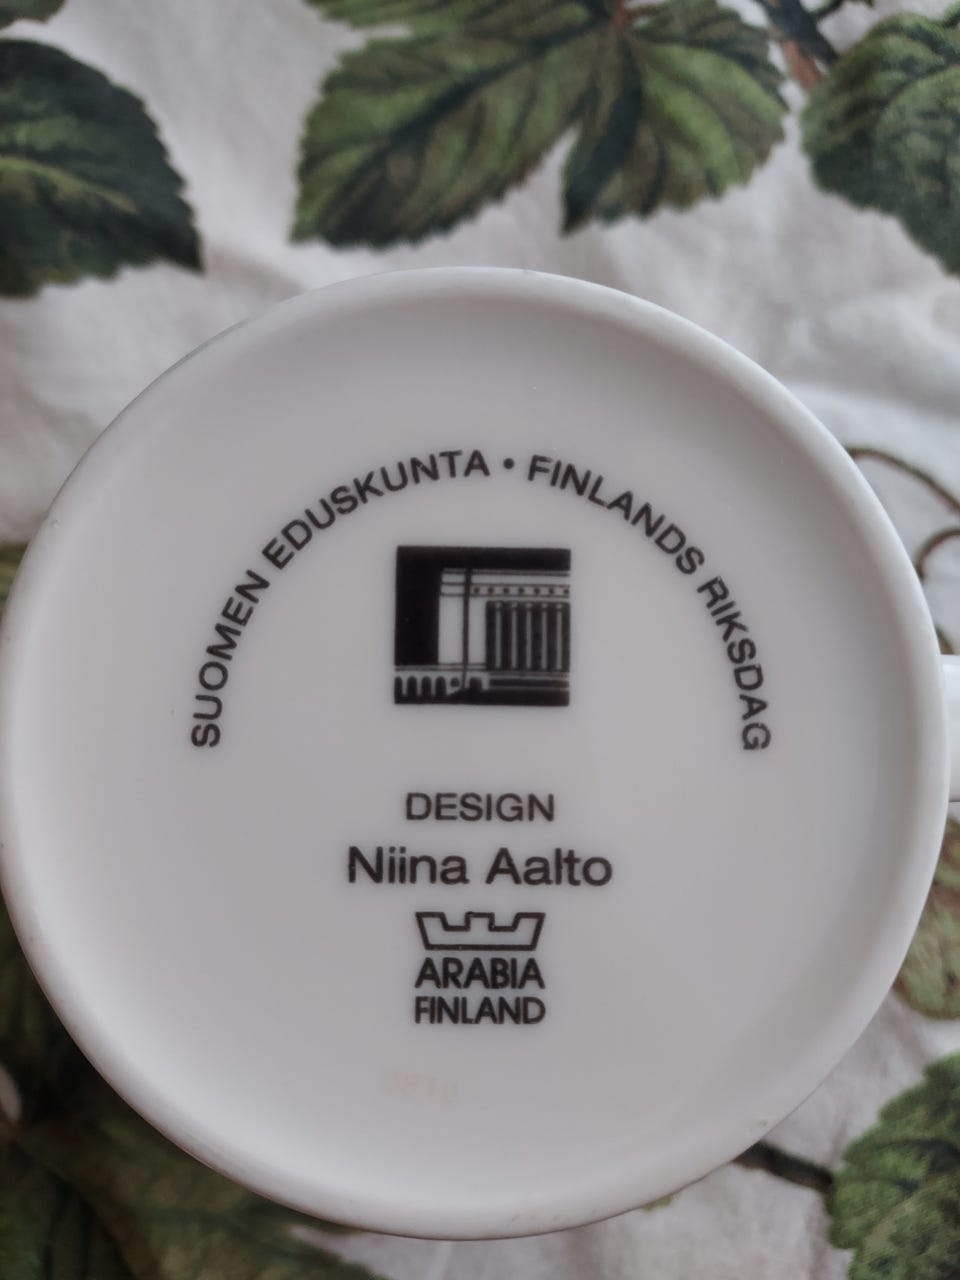 SUOMEN EDUSKUNTA • FINLANDS RIKSDAG
DESIGN
Niina Aalto
ARABIA
FINLAND